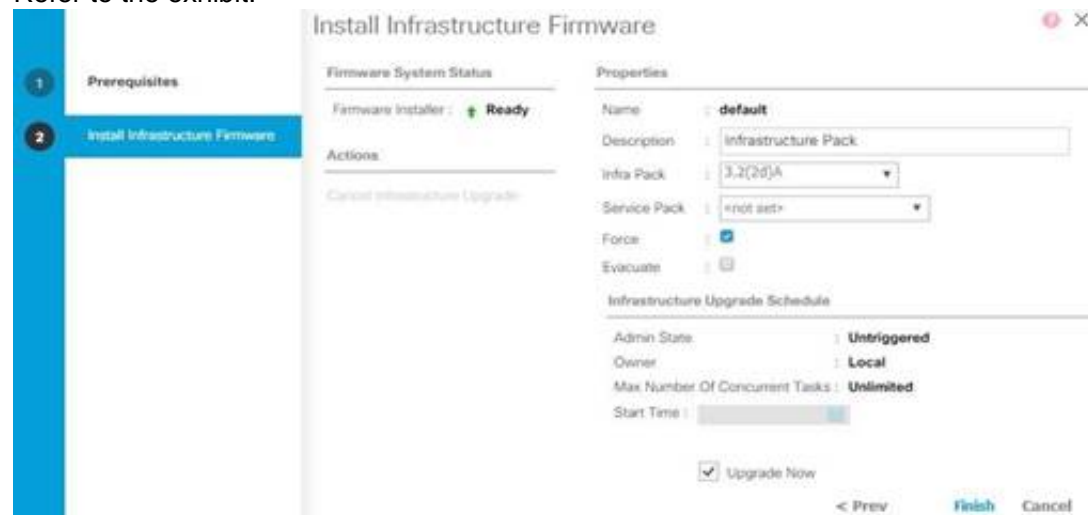 Refer to the exhibit.
Install Infrastructure Firmware
?
1 Prerequisites
2 Install Infrastructure Firmware
Firmware System Status
Firmware Installer : Ready
Actions
Cancel Infrastructure Upgrade
Properties
Name : default
Description : Infrastructure Pack
Infra Pack : 3.2(2d)A
Service Pack : <not set>
Force :
Evacuate :
Infrastructure Upgrade Schedule
Admin State : Untriggered
Owner : Local
Max Number Of Concurrent Tasks : Unlimited
Start Time :
Upgrade Now
< Prev Finish Cancel